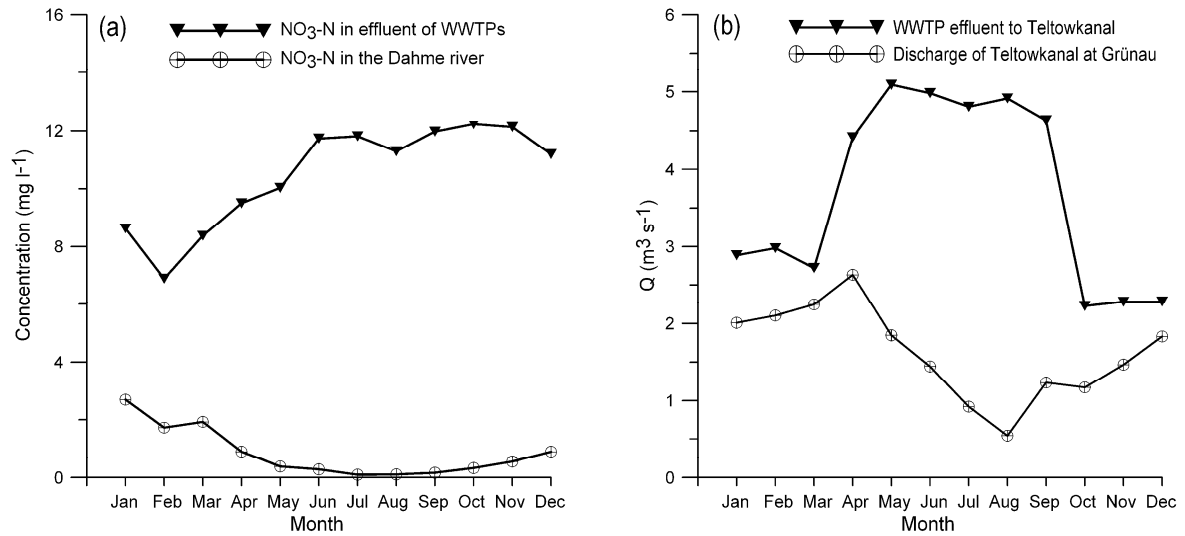 (a)
NO3-N in effluent of WWTPs
NO3-N in the Dahme river
Concentration (mg l-1)
16
12
8
4
0
Jan Feb Mar Apr May Jun Jul Aug Sep Oct Nov Dec
Month
(b)
WWTP effluent to Teltowkanal
Discharge of Teltowkanal at Grünau
Q (m3 s-1)
6
5
4
3
2
1
0
Jan Feb Mar Apr May Jun Jul Aug Sep Oct Nov Dec
Month